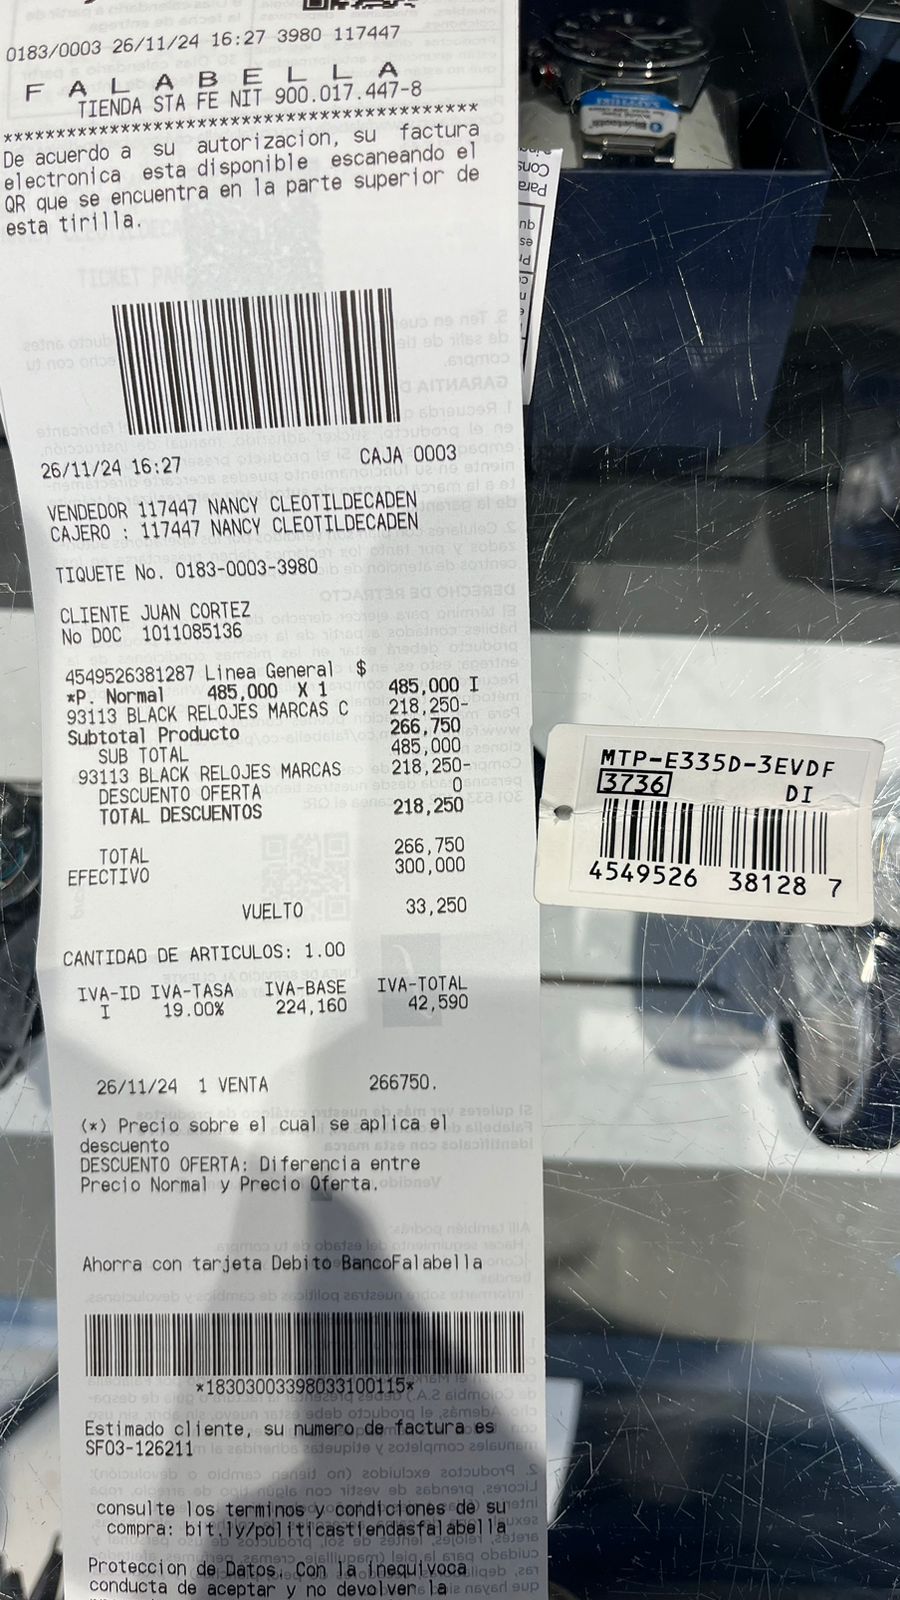 0183/0003 26/11/24 16:27 3980 117447
F A L A B E L L A
TIENDA STA FE NIT 900.017.447-8
******************************************
De acuerdo a su autorizacion, su factura
electronica esta disponible escaneando el
QR que se encuentra en la parte superior de
esta tirilla.
26/11/24 16:27 CAJA 0003
VENDEDOR 117447 NANCY CLEOTILDECADEN
CAJERO : 117447 NANCY CLEOTILDECADEN
TIQUETE No. 0183-0003-3980
CLIENTE JUAN CORTEZ
No DOC 1011085136
4549526381287 Linea General $
*P. Normal 485,000 X 1 485,000 I
93113 BLACK RELOJES MARCAS C 218,250-
Subtotal Producto 266,750
SUB TOTAL 485,000
93113 BLACK RELOJES MARCAS 218,250-
DESCUENTO OFERTA 0
TOTAL DESCUENTOS 218,250
TOTAL 266,750
EFECTIVO 300,000
VUELTO 33,250
CANTIDAD DE ARTICULOS: 1.00
IVA-ID IVA-TASA IVA-BASE IVA-TOTAL
I 19.00% 224,160 42,590
26/11/24 1 VENTA 266750.
(*) Precio sobre el cual se aplica el
descuento
DESCUENTO OFERTA: Diferencia entre
Precio Normal y Precio Oferta.
Ahorra con tarjeta Debito BancoFalabella
*18303003398033100115*
Estimado cliente, su numero de factura es
SF03-126211
consulte los terminos y condiciones de su
compra: bit.ly/politicastiendasfalabella
Proteccion de Datos. Con la inequivoca
conducta de aceptar y no devolver la
MTP-E335D-3EVDF
3736 DI
4549526 38128 7